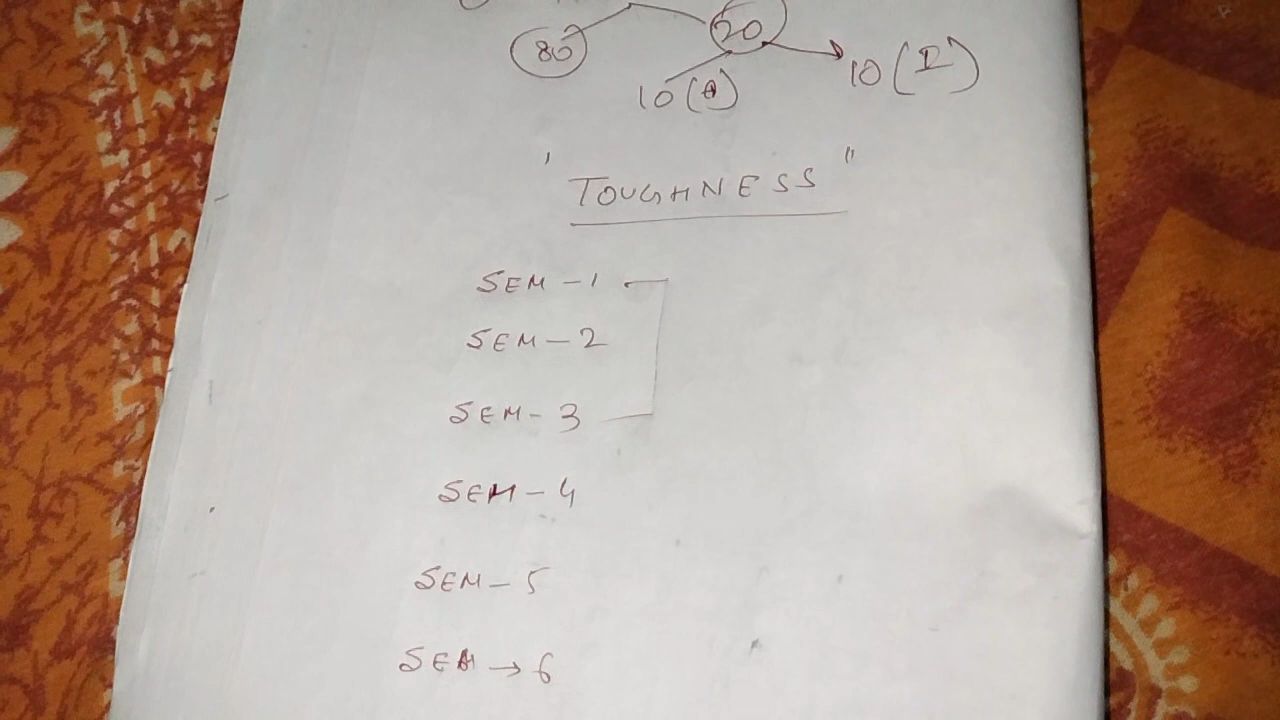 80 20 10 (I)
10 (A)
' TOUGHNESS "
SEM - 1
SEM - 2
SEM - 3
SEM - 4
SEM - 5
SEM → 6